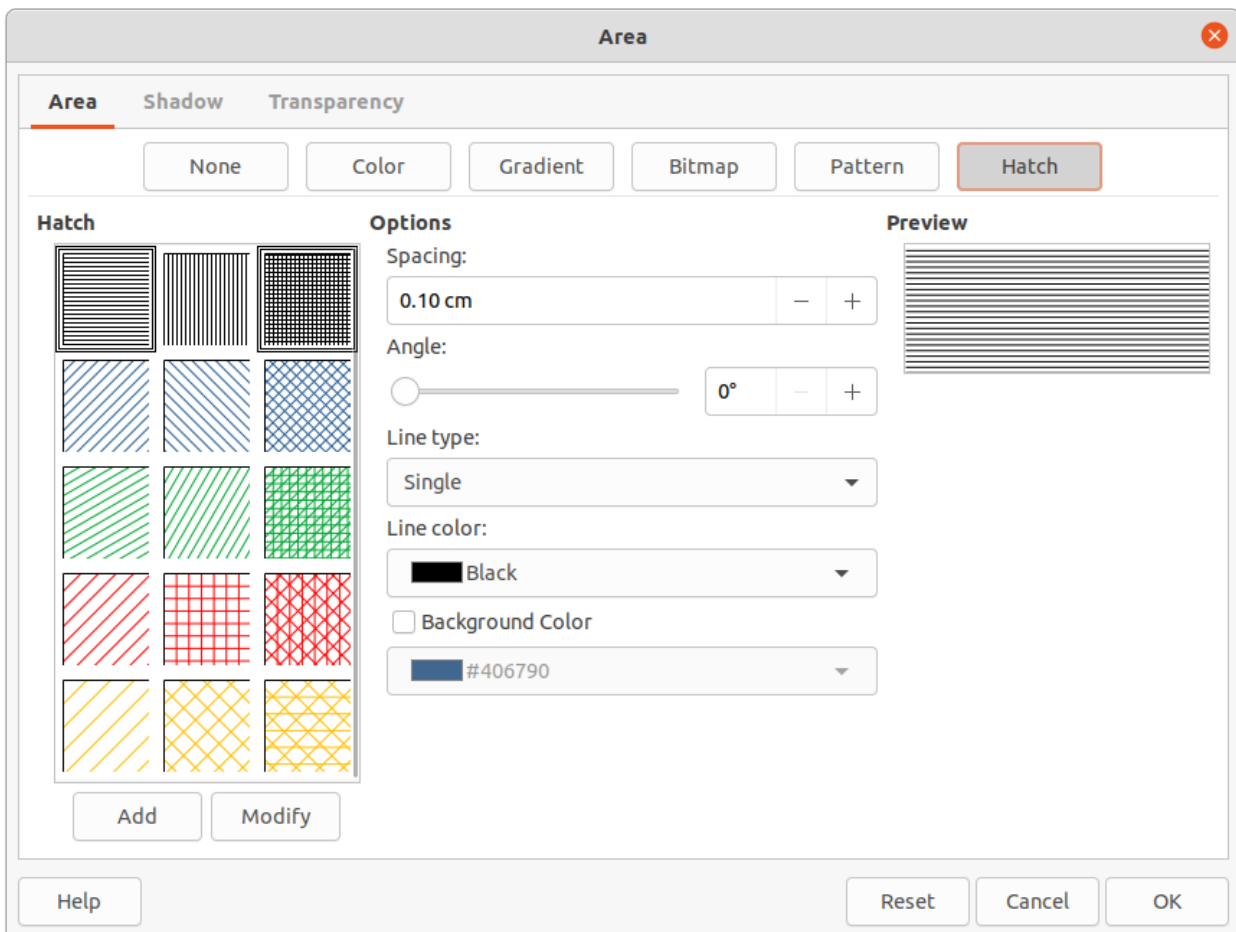 Area
Area Shadow Transparency
None Color Gradient Bitmap Pattern Hatch
Hatch Options Preview
Spacing:
0.10 cm
Angle:
0°
Line type:
Single
Line color:
Black
Background Color
#406790
Add Modify
Help Reset Cancel OK